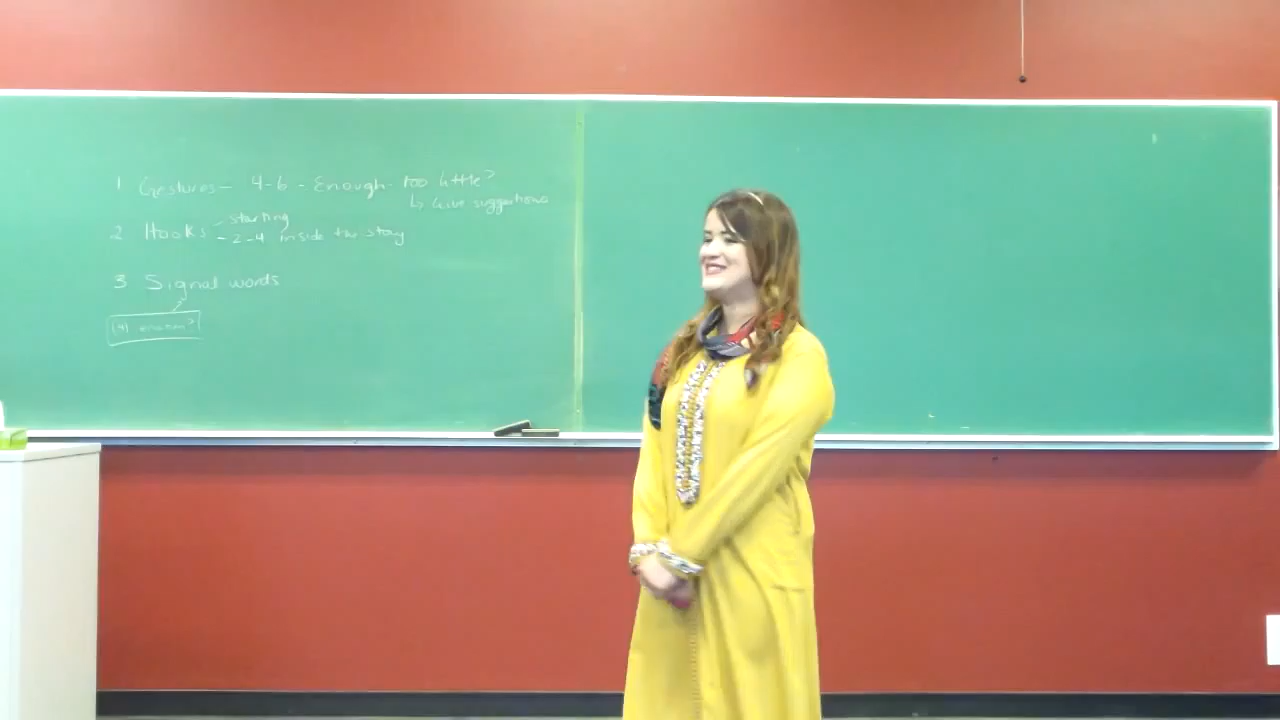 1 Gestures - 4-6 - Enough - too little?
↳ Give suggestions
2 Hooks - starting
- 2-4 inside the story
3 Signal words
(4)